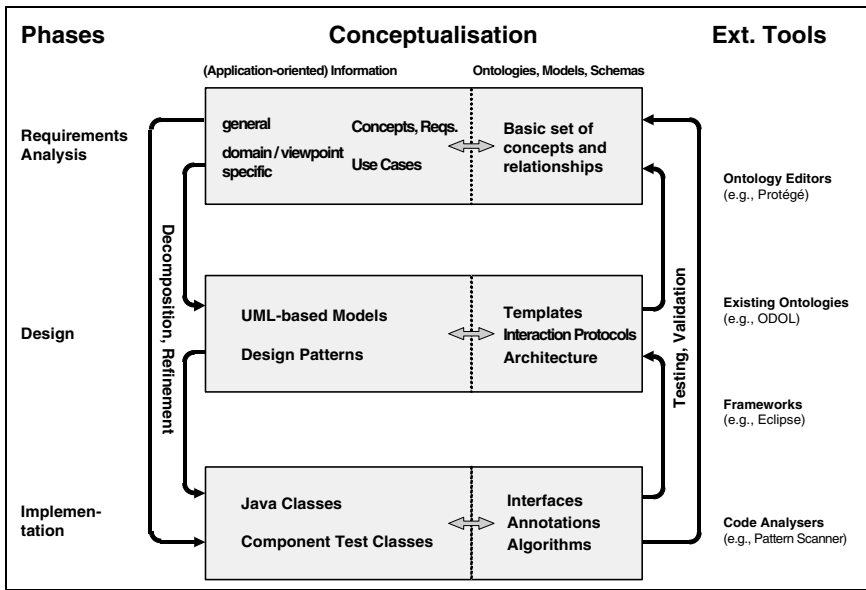 Phases
Conceptualisation
Ext. Tools
(Application-oriented) Information
Ontologies, Models, Schemas
Requirements
Analysis
general
Concepts, Reqs.
domain / viewpoint
specific
Use Cases
Basic set of
concepts and
relationships
Ontology Editors
(e.g., Protégé)
Decomposition, Refinement
Testing, Validation
Design
UML-based Models
Design Patterns
Templates
Interaction Protocols
Architecture
Existing Ontologies
(e.g., ODOL)
Frameworks
(e.g., Eclipse)
Implemen-
tation
Java Classes
Component Test Classes
Interfaces
Annotations
Algorithms
Code Analysers
(e.g., Pattern Scanner)